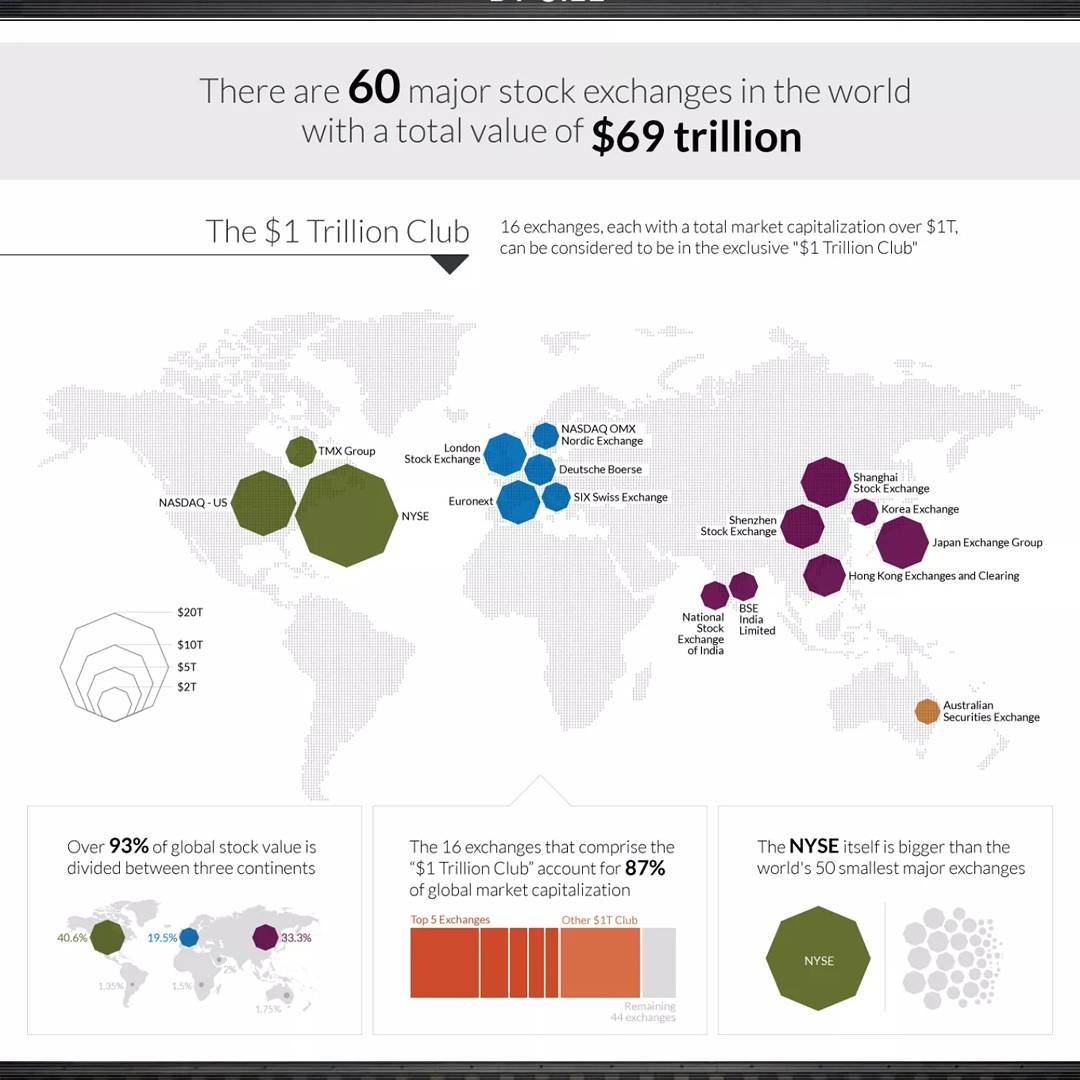 There are 60 major stock exchanges in the world
with a total value of $69 trillion
The $1 Trillion Club
16 exchanges, each with a total market capitalization over $1T,
can be considered to be in the exclusive "$1 Trillion Club"
TMX Group
NASDAQ - US
NYSE
London
Stock Exchange
NASDAQ OMX
Nordic Exchange
Deutsche Boerse
Euronext
SIX Swiss Exchange
Shanghai
Stock Exchange
Korea Exchange
Shenzhen
Stock Exchange
Japan Exchange Group
Hong Kong Exchanges and Clearing
National
Stock
Exchange
of India
BSE
India
Limited
Australian
Securities Exchange
$20T
$10T
$5T
$2T
Over 93% of global stock value is
divided between three continents
40.6%
19.5%
33.3%
2%
1.35%
1.5%
1.75%
The 16 exchanges that comprise the
“$1 Trillion Club” account for 87%
of global market capitalization
Top 5 Exchanges
Other $1T Club
Remaining
44 exchanges
The NYSE itself is bigger than the
world's 50 smallest major exchanges
NYSE